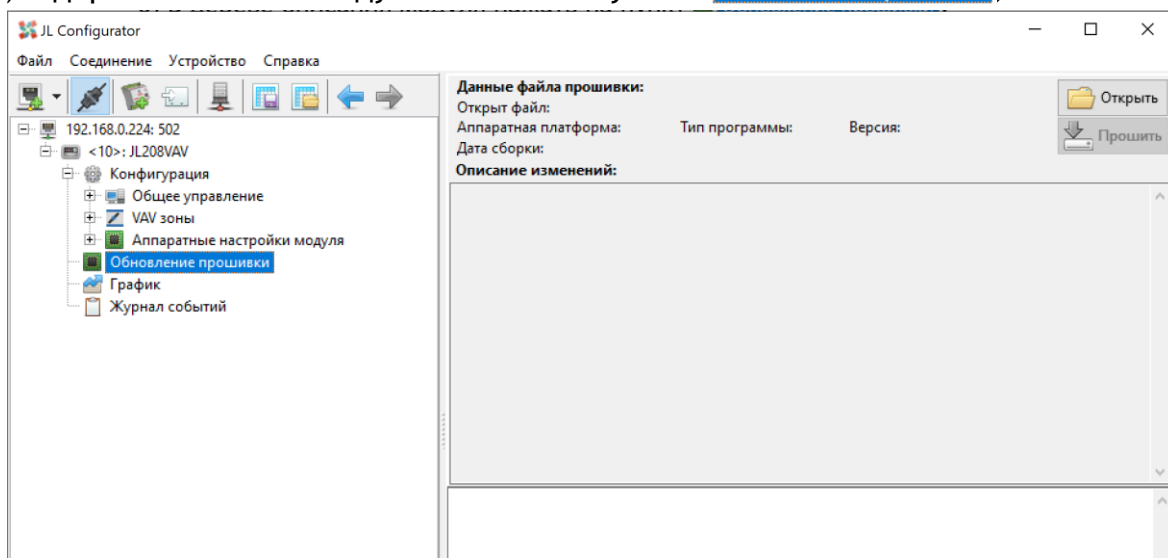 JL Configurator
Файл Соединение Устройство Справка
192.168.0.224: 502
<10>: JL208VAV
Конфигурация
Общее управление
VAV зоны
Аппаратные настройки модуля
Обновление прошивки
График
Журнал событий
Данные файла прошивки:
Открыт файл:
Аппаратная платформа: Тип программы: Версия:
Дата сборки:
Описание изменений:
Открыть
Прошить